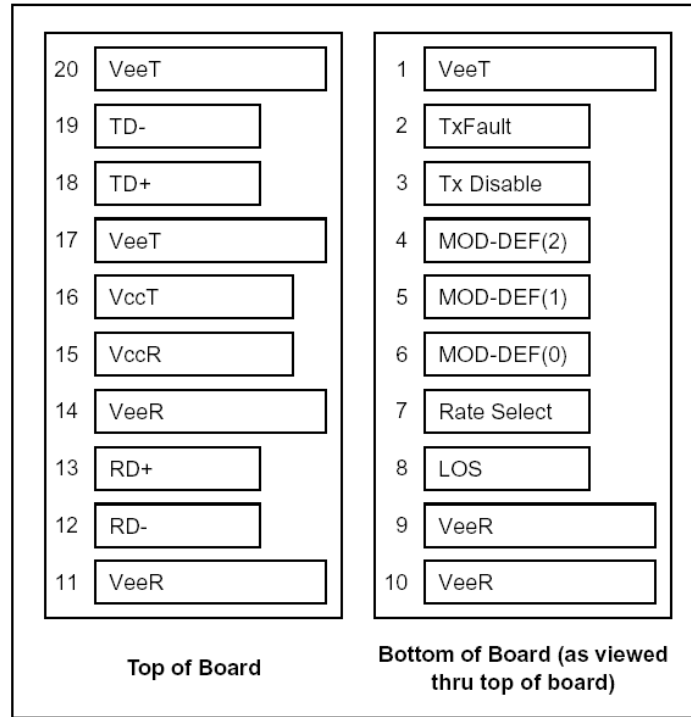 20 VeeT
19 TD-
18 TD+
17 VeeT
16 VccT
15 VccR
14 VeeR
13 RD+
12 RD-
11 VeeR
Top of Board
1 VeeT
2 TxFault
3 Tx Disable
4 MOD-DEF(2)
5 MOD-DEF(1)
6 MOD-DEF(0)
7 Rate Select
8 LOS
9 VeeR
10 VeeR
Bottom of Board (as viewed
thru top of board)